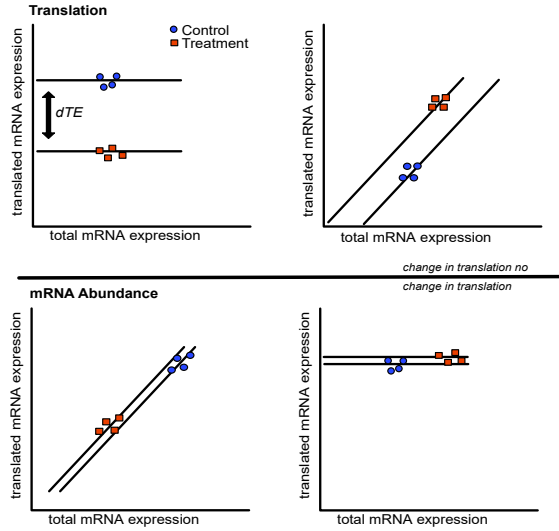 Translation
Control
Treatment
dTE
translated mRNA expression
total mRNA expression
translated mRNA expression
total mRNA expression
change in translation no
change in translation
mRNA Abundance
translated mRNA expression
total mRNA expression
translated mRNA expression
total mRNA expression